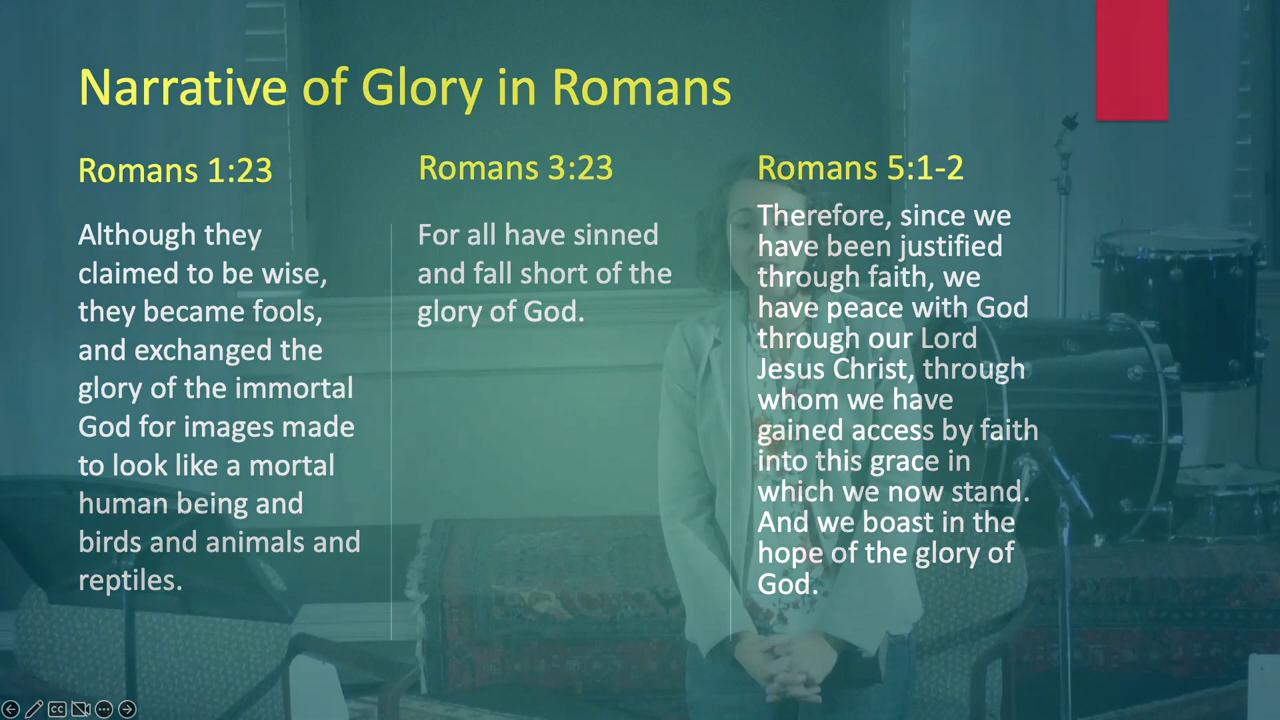 Narrative of Glory in Romans
Romans 1:23
Although they
claimed to be wise,
they became fools,
and exchanged the
glory of the immortal
God for images made
to look like a mortal
human being and
birds and animals and
reptiles.
Romans 3:23
For all have sinned
and fall short of the
glory of God.
Romans 5:1-2
Therefore, since we
have been justified
through faith, we
have peace with God
through our Lord
Jesus Christ, through
whom we have
gained access by faith
into this grace in
which we now stand.
And we boast in the
hope of the glory of
God.
CC